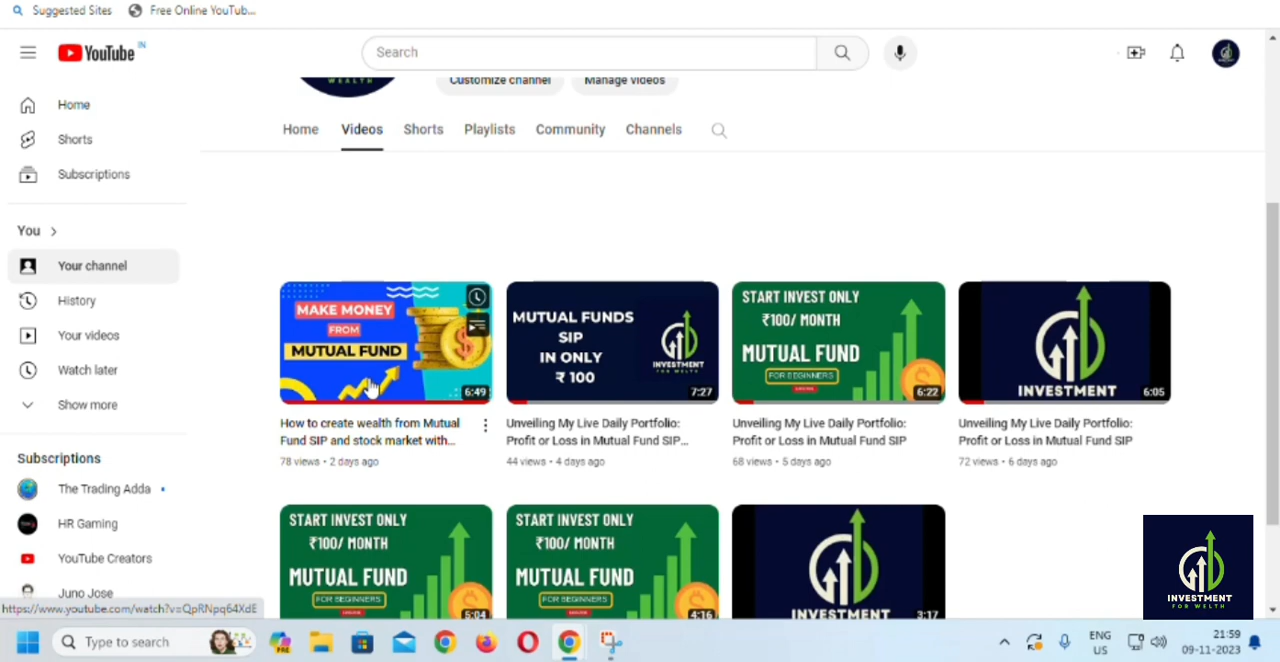 Suggested Sites Free Online YouTub...
YouTube IN
Search
WEALTH
Customize channel Manage videos
Home
Shorts
Subscriptions
Home Videos Shorts Playlists Community Channels
You
Your channel
History
Your videos
Watch later
Show more
Subscriptions
The Trading Adda
HR Gaming
YouTube Creators
Juno Jose
MAKE MONEY
FROM
MUTUAL FUND
6:49
How to create wealth from Mutual
Fund SIP and stock market with...
78 views • 2 days ago
MUTUAL FUNDS
SIP
IN ONLY
₹ 100
INVESTMENT
FOR WELTH
7:27
Unveiling My Live Daily Portfolio:
Profit or Loss in Mutual Fund SIP...
44 views • 4 days ago
START INVEST ONLY
₹100/ MONTH
MUTUAL FUND
FOR BEGINNERS
6:22
Unveiling My Live Daily Portfolio:
Profit or Loss in Mutual Fund SIP
68 views • 5 days ago
INVESTMENT
6:05
Unveiling My Live Daily Portfolio:
Profit or Loss in Mutual Fund SIP
72 views • 6 days ago
START INVEST ONLY
₹100/ MONTH
MUTUAL FUND
FOR BEGINNERS
5:04
START INVEST ONLY
₹100/ MONTH
MUTUAL FUND
FOR BEGINNERS
4:16
INVESTMENT
3:17
INVESTMENT
FOR WELTH
https://www.youtube.com/watch?v=QpRNpq64XdE
Type to search
PRE
ENG
US
21:59
09-11-2023